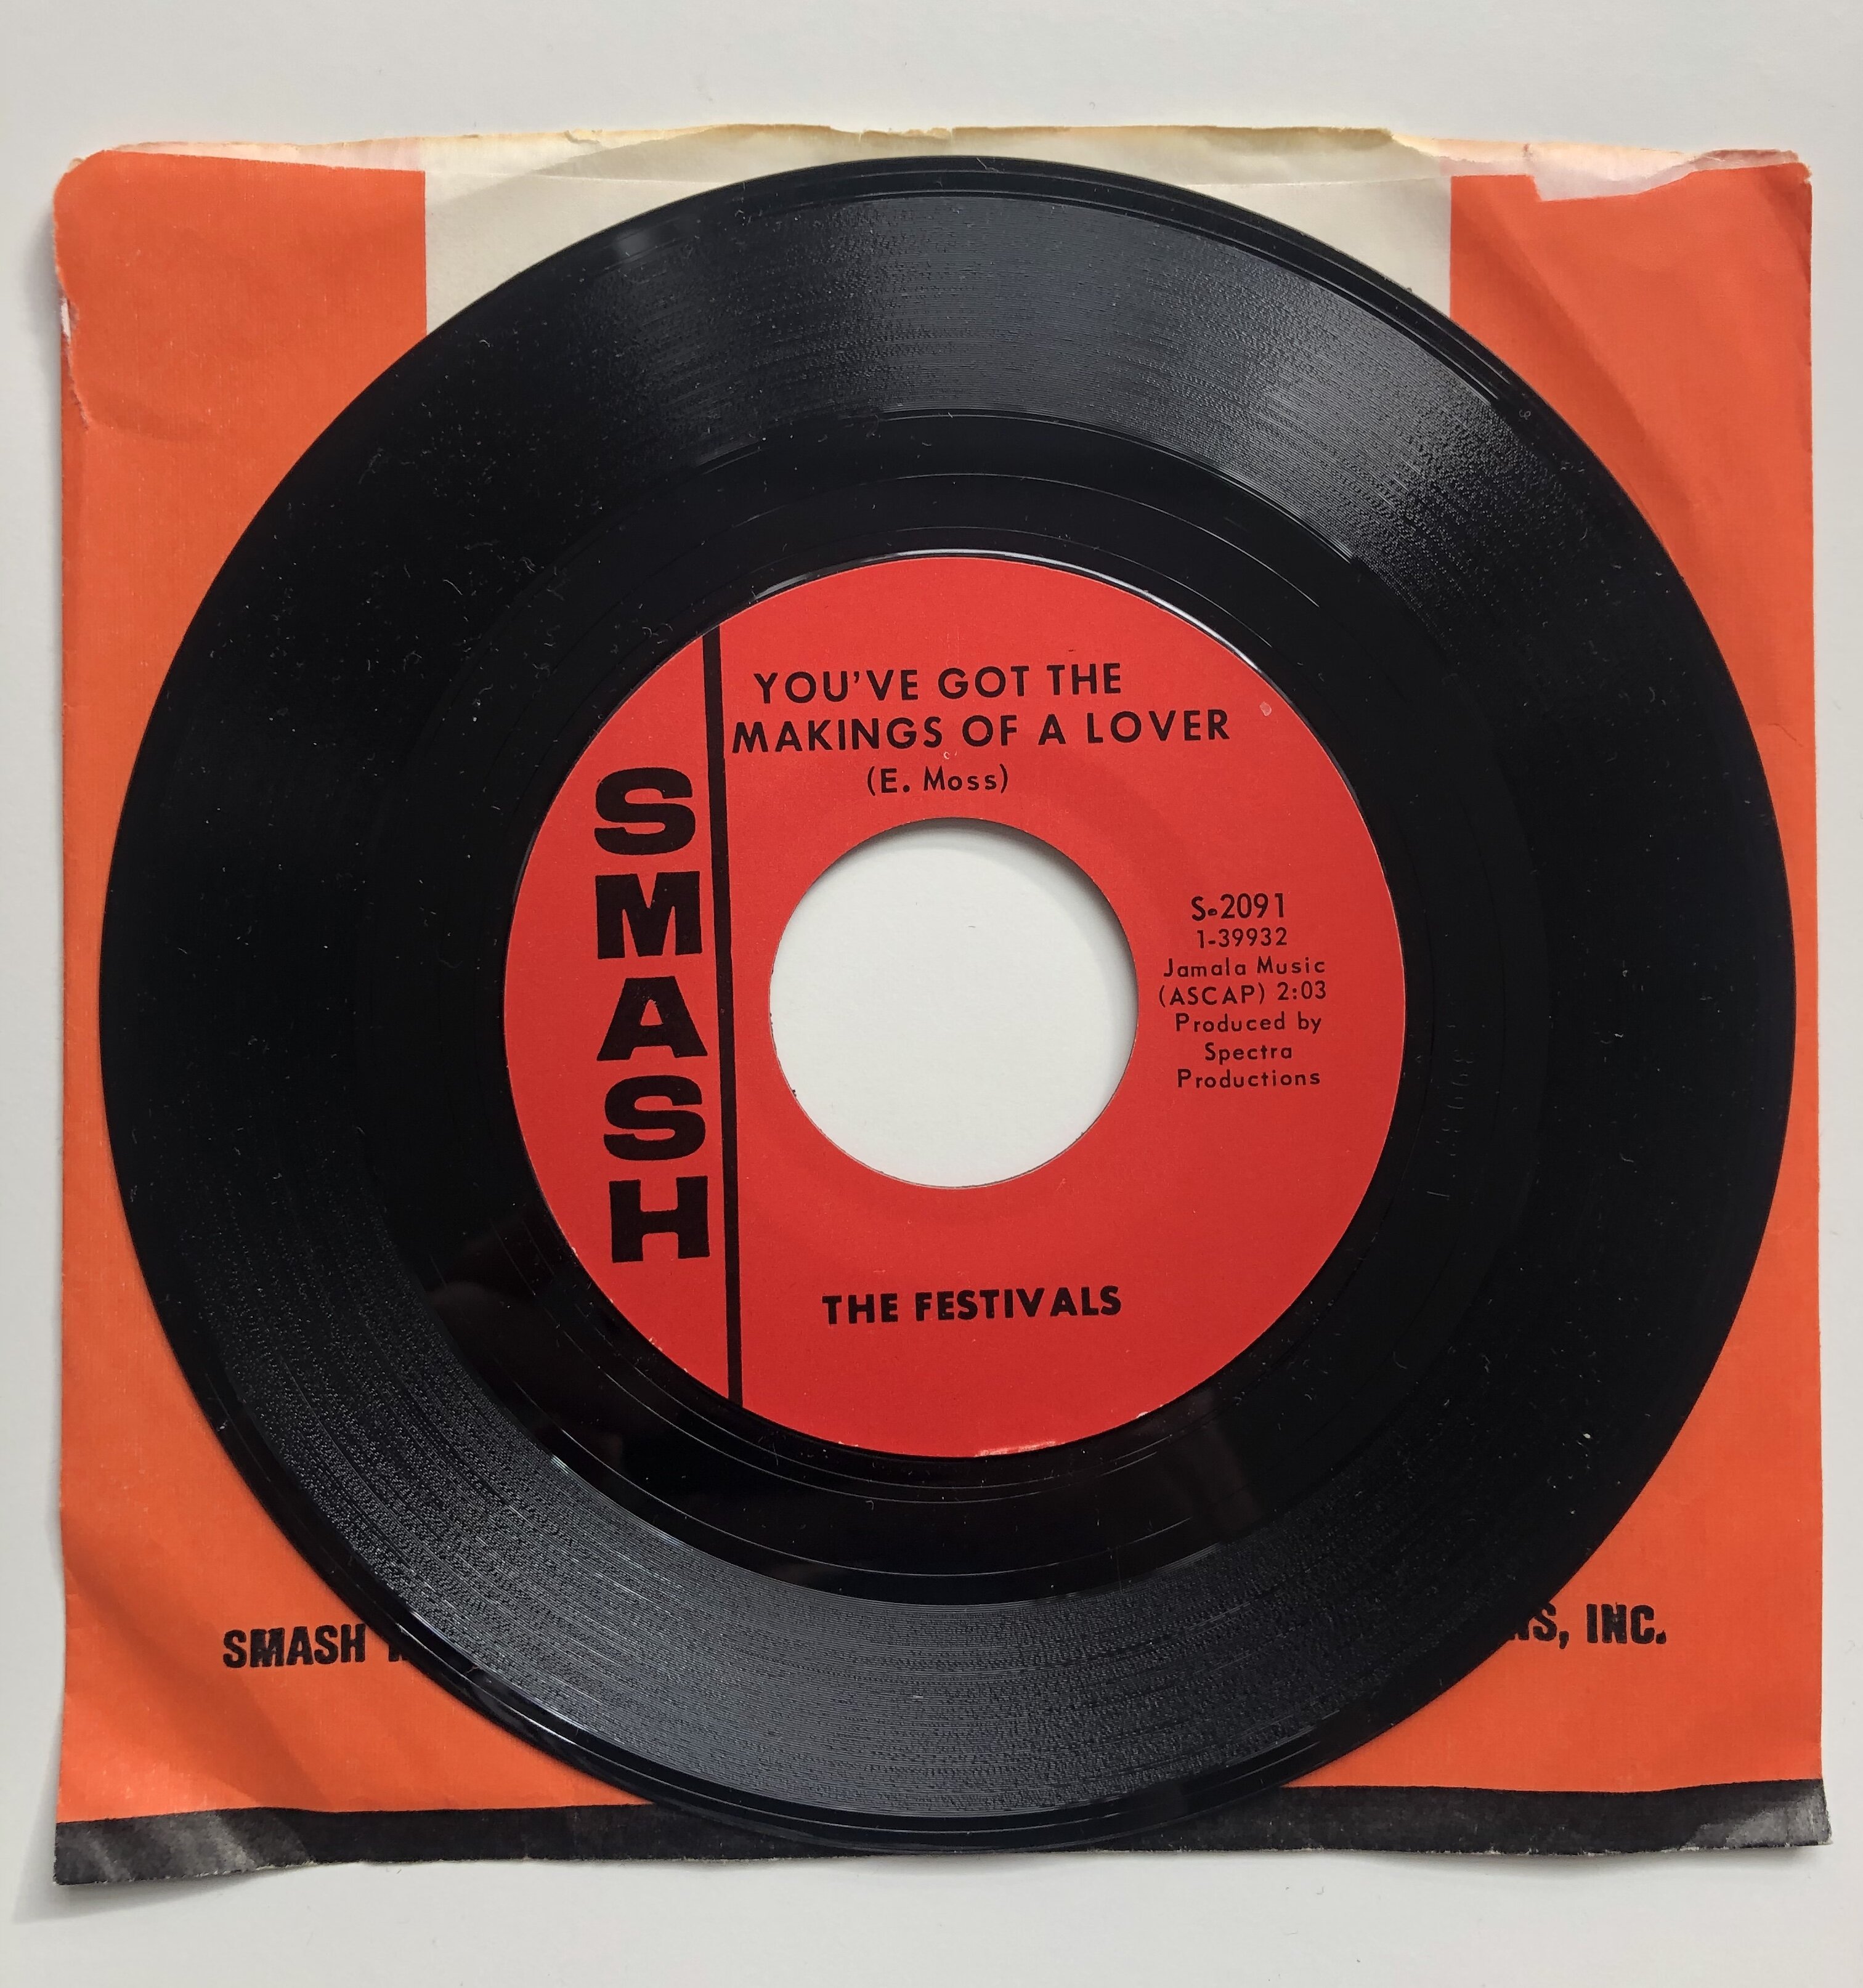 YOU'VE GOT THE
MAKINGS OF A LOVER
(E. Moss)
SMASH
S-2091
1-39932
Jamala Music
(ASCAP) 2:03
Produced by
Spectra
Productions
THE FESTIVALS
SMASH
INC.